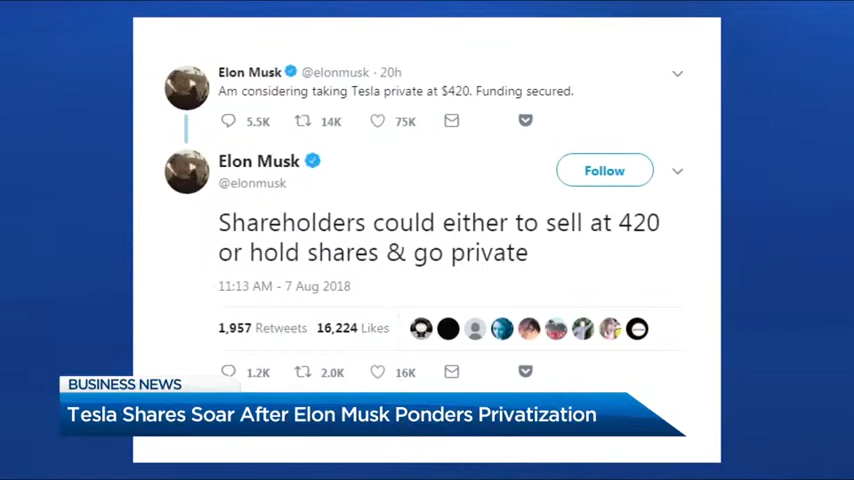 Elon Musk @elonmusk · 20h
Am considering taking Tesla private at $420. Funding secured.
5.5K 14K 75K
Elon Musk
Follow
@elonmusk
Shareholders could either to sell at 420
or hold shares & go private
11:13 AM - 7 Aug 2018
1,957 Retweets 16,224 Likes
1.2K 2.0K 16K
BUSINESS NEWS
Tesla Shares Soar After Elon Musk Ponders Privatization